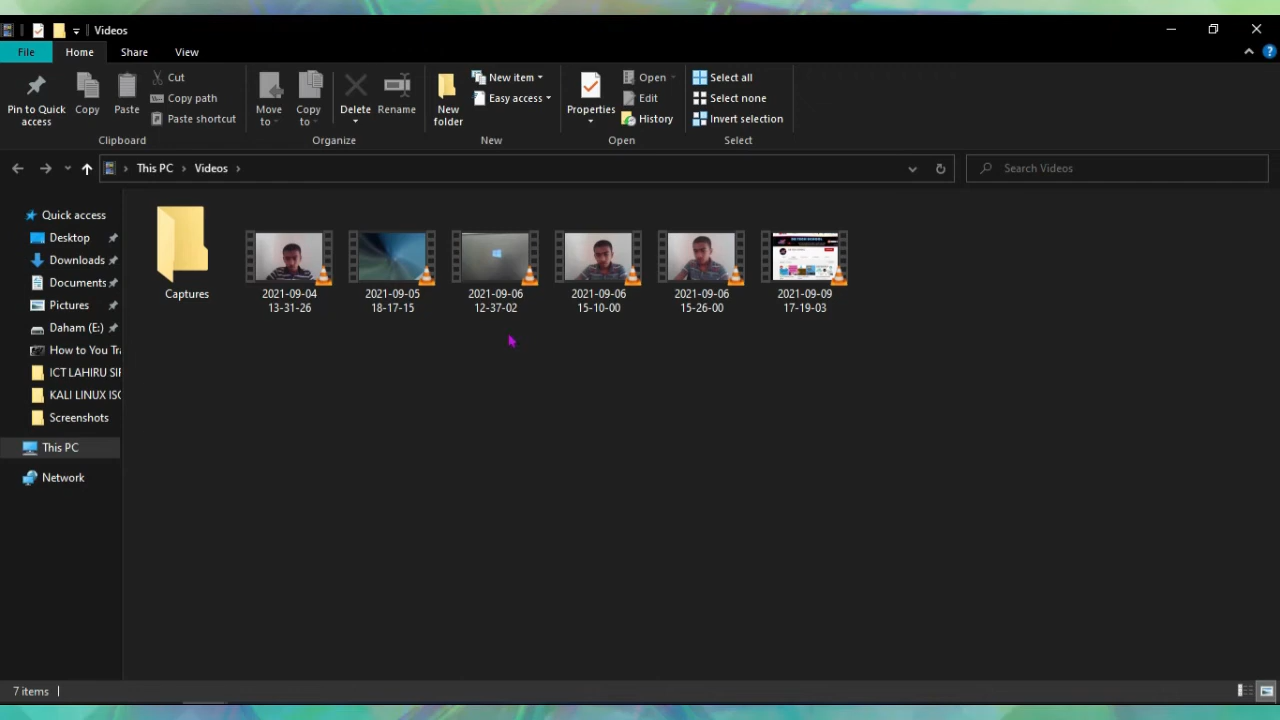 Videos
File Home Share View
Pin to Quick access
Copy
Paste
Cut
Copy path
Paste shortcut
Clipboard
Move to
Copy to
Delete
Rename
Organize
New folder
New item
Easy access
New
Properties
Open
Edit
History
Open
Select all
Select none
Invert selection
Select
This PC Videos
Search Videos
Quick access
Desktop
Downloads
Documents
Pictures
Daham (E:)
How to You Tra
ICT LAHIRU SIF
KALI LINUX ISC
Screenshots
This PC
Network
Captures
2021-09-04
13-31-26
2021-09-05
18-17-15
2021-09-06
12-37-02
2021-09-06
15-10-00
2021-09-06
15-26-00
2021-09-09
17-19-03
7 items